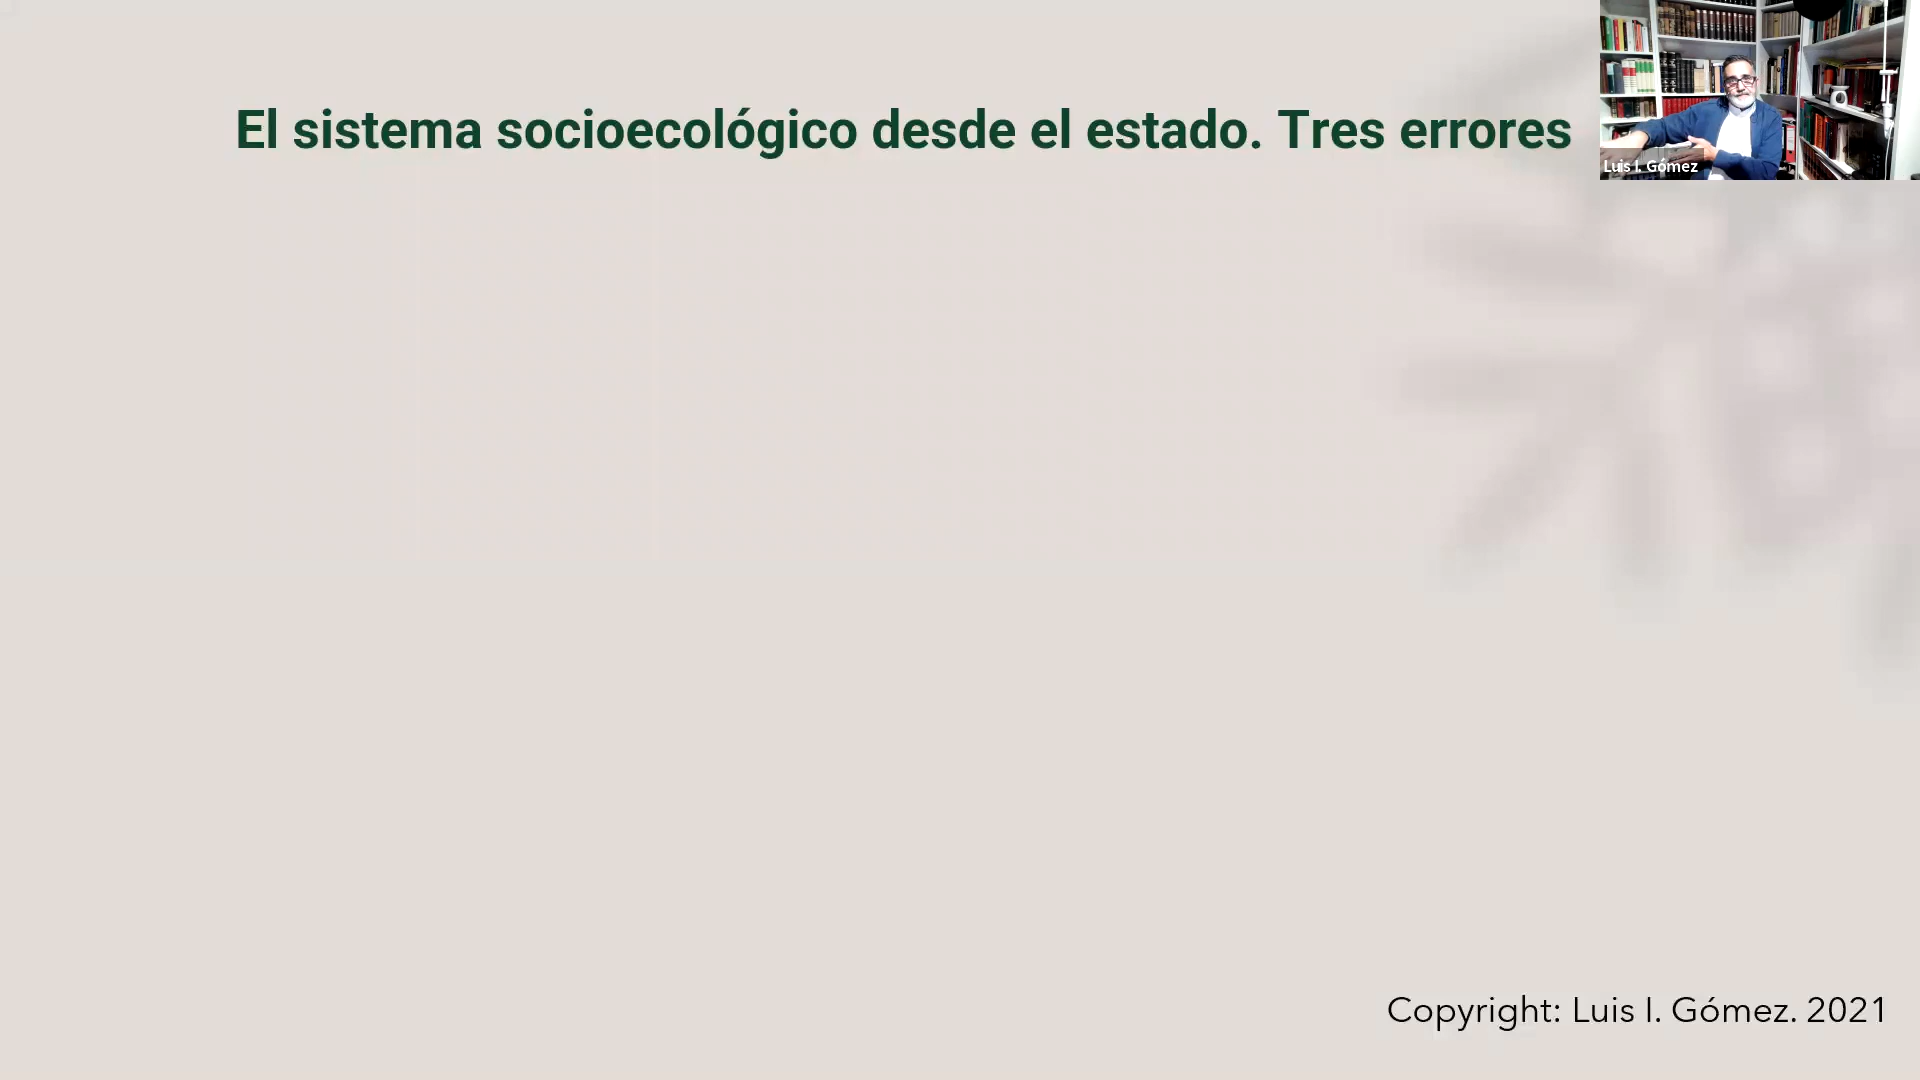 El sistema socioecológico desde el estado. Tres errores
Luis I. Gómez
Copyright: Luis I. Gómez. 2021